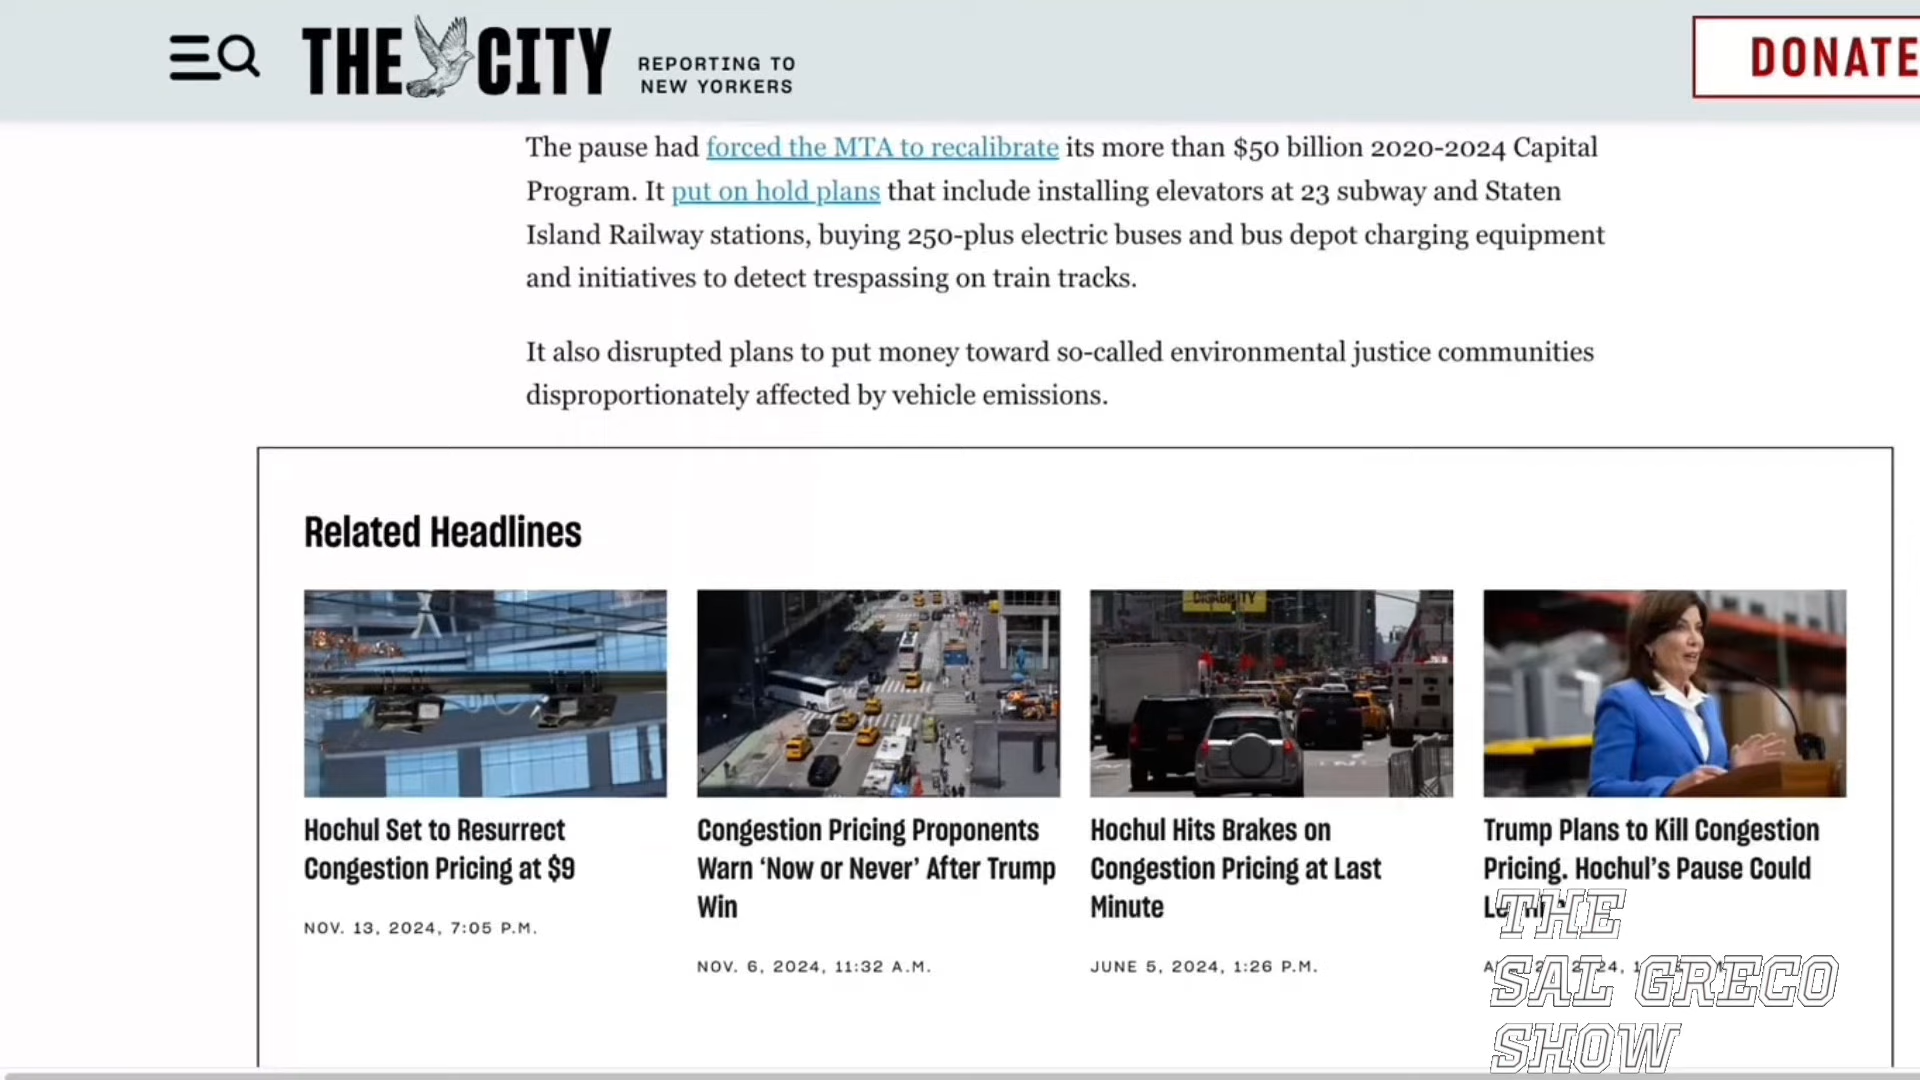 THE CITY
REPORTING TO
NEW YORKERS
DONATE
The pause had forced the MTA to recalibrate its more than $50 billion 2020-2024 Capital
Program. It put on hold plans that include installing elevators at 23 subway and Staten
Island Railway stations, buying 250-plus electric buses and bus depot charging equipment
and initiatives to detect trespassing on train tracks.
It also disrupted plans to put money toward so-called environmental justice communities
disproportionately affected by vehicle emissions.
Related Headlines
DISABILITY
Hochul Set to Resurrect
Congestion Pricing at $9
NOV. 13, 2024, 7:05 P.M.
Congestion Pricing Proponents
Warn ‘Now or Never’ After Trump
Win
NOV. 6, 2024, 11:32 A.M.
Hochul Hits Brakes on
Congestion Pricing at Last
Minute
JUNE 5, 2024, 1:26 P.M.
Trump Plans to Kill Congestion
Pricing. Hochul’s Pause Could
THE
SAL GRECO
SHOW